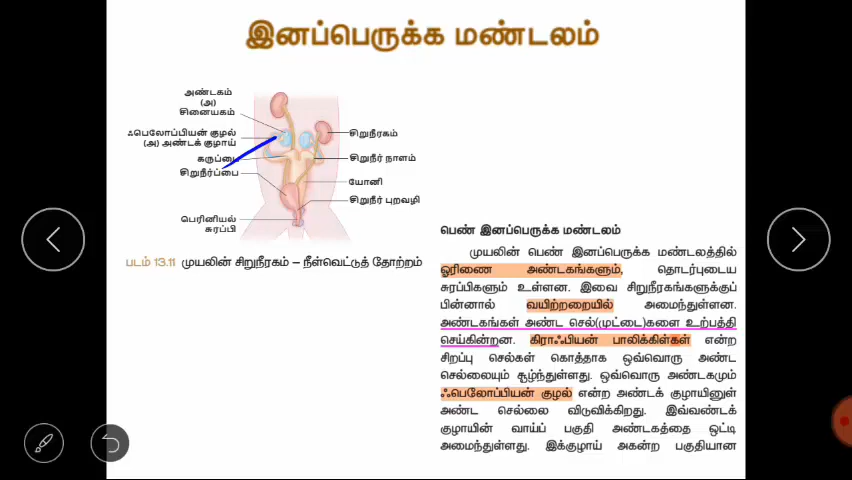 இனப்பெருக்க மண்டலம்
அண்டகம்
(அ)
சினையகம்
ஃபெலோப்பியன் குழல்
(அ) அண்டக் குழாய்
கருப்பை
சிறுநீர்ப்பை
பெரினியல்
சுரப்பி
சிறுநீரகம்
சிறுநீர் நாளம்
யோனி
சிறுநீர் புறவழி
படம் 13.11 முயலின் சிறுநீரகம் – நீள்வெட்டுத் தோற்றம்
பெண் இனப்பெருக்க மண்டலம்
முயலின் பெண் இனப்பெருக்க மண்டலத்தில்
ஓரிணை அண்டகங்களும், தொடர்புடைய
சுரப்பிகளும் உள்ளன. இவை சிறுநீரகங்களுக்குப்
பின்னால் வயிற்றறையில் அமைந்துள்ளன.
அண்டகங்கள் அண்ட செல்(முட்டை)களை உற்பத்தி
செய்கின்றன. கிராஃபியன் பாலிக்கிள்கள் என்ற
சிறப்பு செல்கள் கொத்தாக ஒவ்வொரு அண்ட
செல்லையும் சூழ்ந்துள்ளது. ஒவ்வொரு அண்டகமும்
ஃபெலோப்பியன் குழல் என்ற அண்டக் குழாயினுள்
அண்ட செல்லை விடுவிக்கிறது. இவ்வண்டக்
குழாயின் வாய்ப் பகுதி அண்டகத்தை ஒட்டி
அமைந்துள்ளது. இக்குழாய் அகன்ற பகுதியான